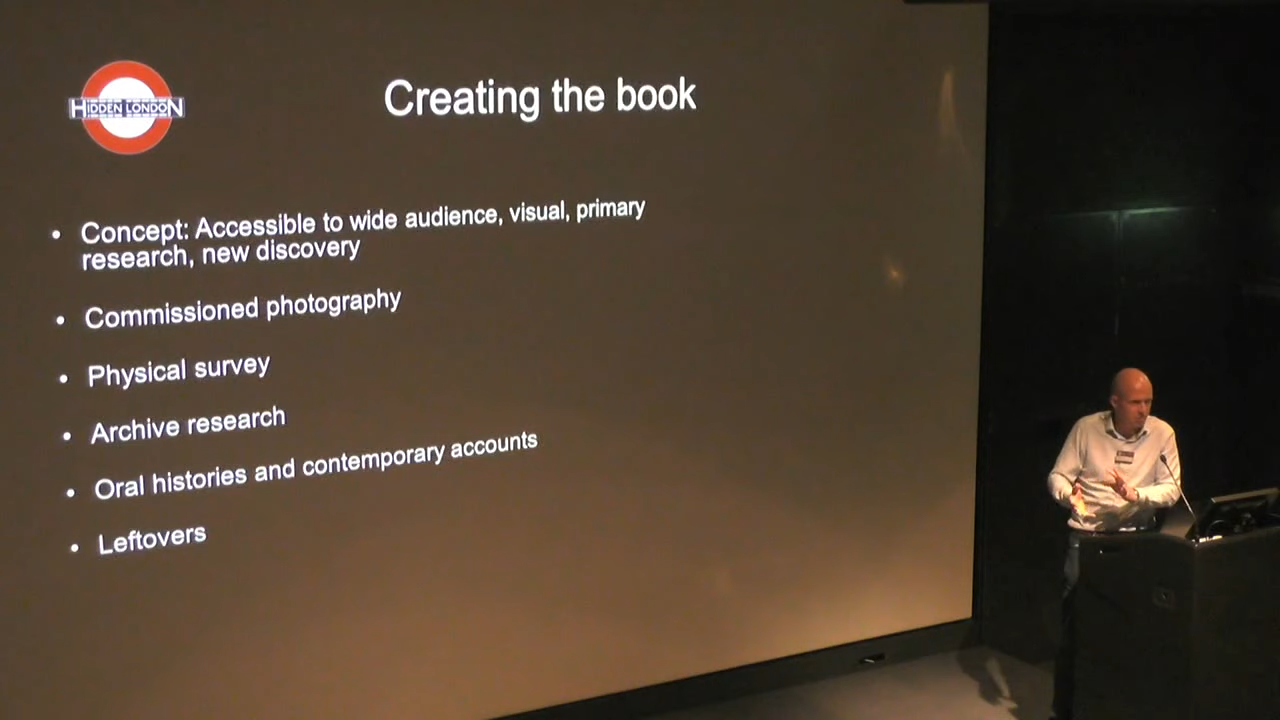 HIDDEN LONDON
Creating the book
• Concept: Accessible to wide audience, visual, primary
research, new discovery
• Commissioned photography
• Physical survey
• Archive research
• Oral histories and contemporary accounts
• Leftovers